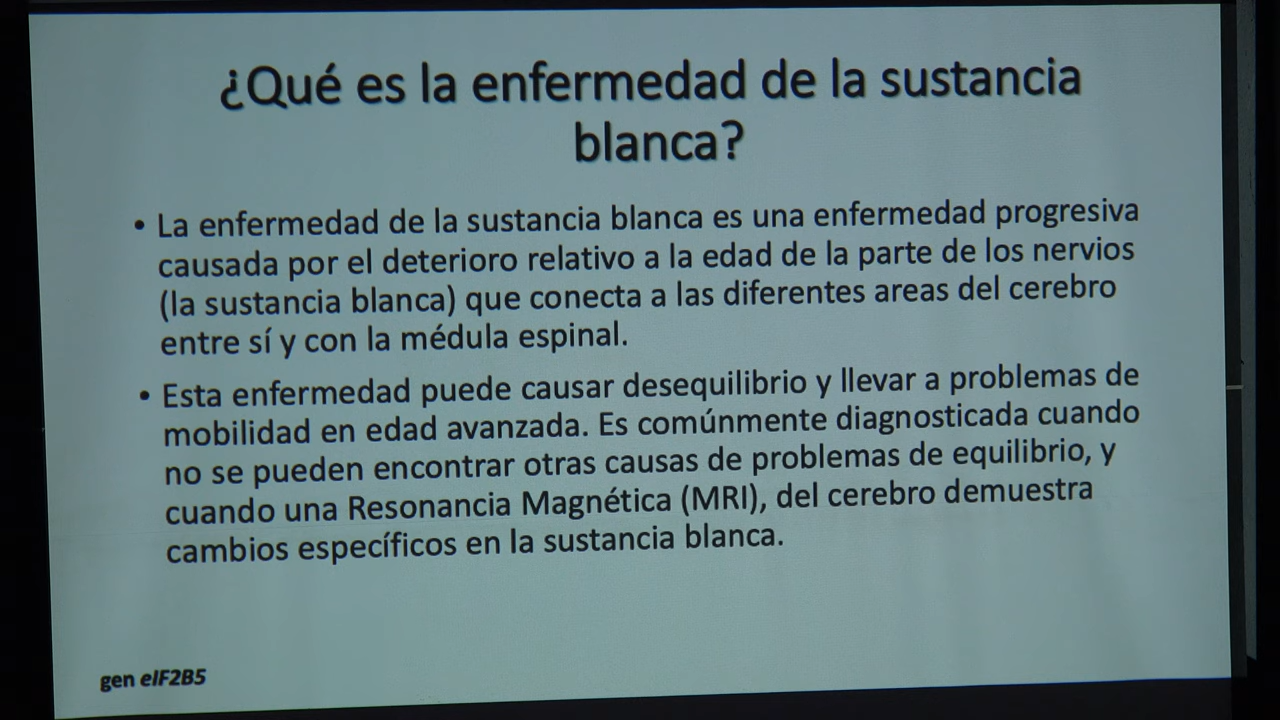 ¿Qué es la enfermedad de la sustancia
blanca?
• La enfermedad de la sustancia blanca es una enfermedad progresiva
causada por el deterioro relativo a la edad de la parte de los nervios
(la sustancia blanca) que conecta a las diferentes areas del cerebro
entre sí y con la médula espinal.
• Esta enfermedad puede causar desequilibrio y llevar a problemas de
mobilidad en edad avanzada. Es comúnmente diagnosticada cuando
no se pueden encontrar otras causas de problemas de equilibrio, y
cuando una Resonancia Magnética (MRI), del cerebro demuestra
cambios específicos en la sustancia blanca.
gen eIF2B5